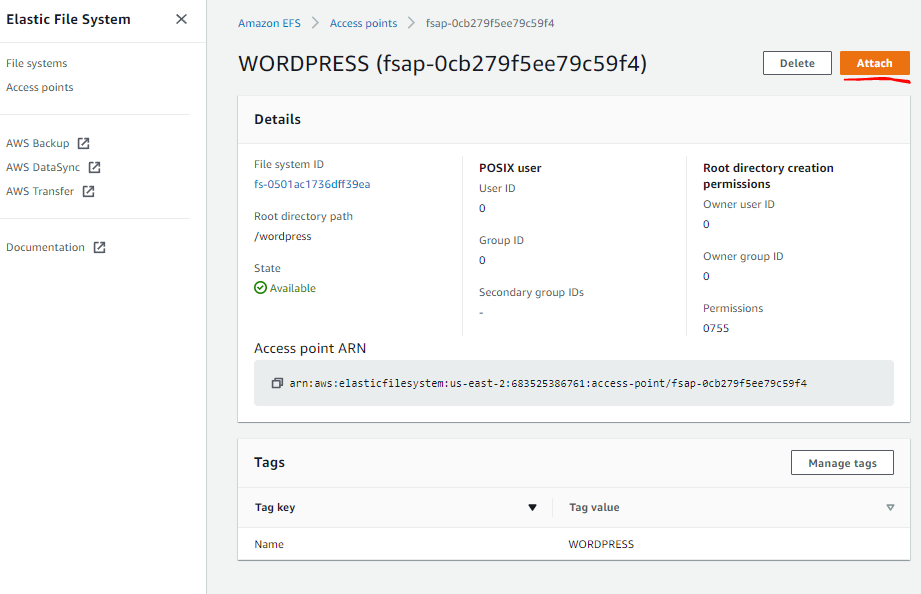 Elastic File System
File systems
Access points
AWS Backup
AWS DataSync
AWS Transfer
Documentation
Amazon EFS > Access points > fsap-0cb279f5ee79c59f4
WORDPRESS (fsap-0cb279f5ee79c59f4)
Delete
Attach
Details
File system ID
fs-0501ac1736dff39ea
Root directory path
/wordpress
State
Available
POSIX user
User ID
0
Group ID
0
Secondary group IDs
-
Root directory creation
permissions
Owner user ID
0
Owner group ID
0
Permissions
0755
Access point ARN
arn:aws:elasticfilesystem:us-east-2:683525386761:access-point/fsap-0cb279f5ee79c59f4
Tags
Manage tags
Tag key
Tag value
Name
WORDPRESS